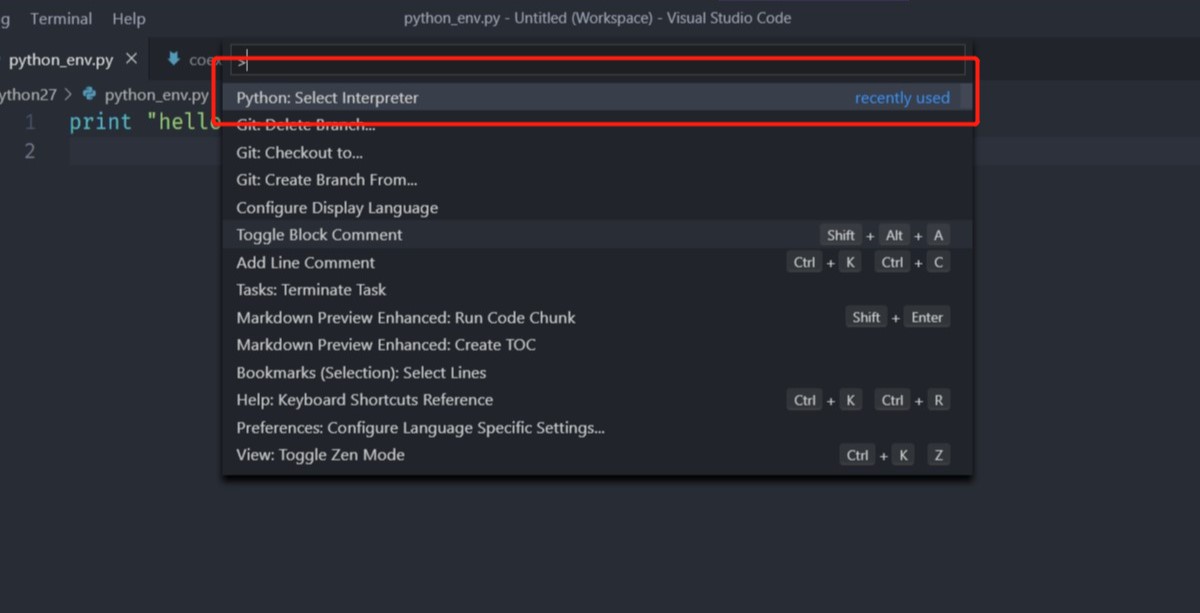 g Terminal Help python_env.py - Untitled (Workspace) - Visual Studio Code
python_env.py ×
>
ython27 > python_env.py
Python: Select Interpreter recently used
1 print "hello
Git: Delete Branch...
2
Git: Checkout to...
Git: Create Branch From...
Configure Display Language
Toggle Block Comment Shift + Alt + A
Add Line Comment Ctrl + K Ctrl + C
Tasks: Terminate Task
Markdown Preview Enhanced: Run Code Chunk Shift + Enter
Markdown Preview Enhanced: Create TOC
Bookmarks (Selection): Select Lines
Help: Keyboard Shortcuts Reference Ctrl + K Ctrl + R
Preferences: Configure Language Specific Settings...
View: Toggle Zen Mode Ctrl + K Z